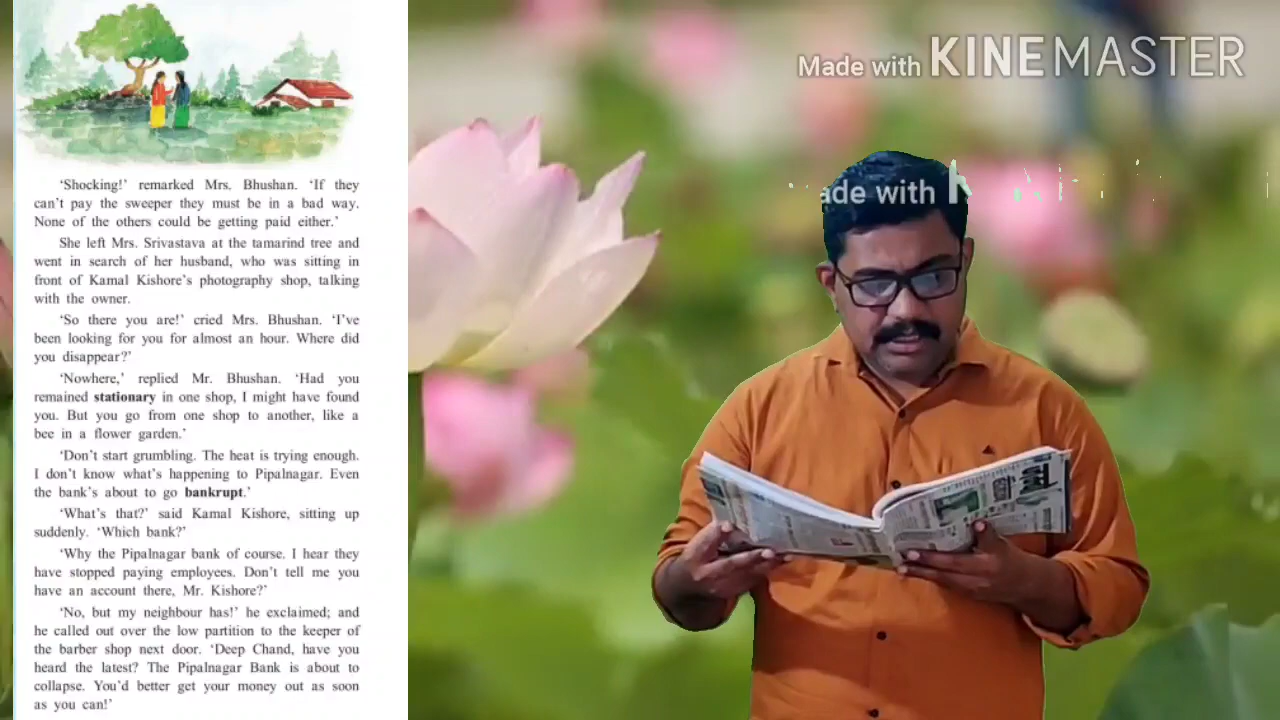 'Shocking!' remarked Mrs. Bhushan. 'If they
can't pay the sweeper they must be in a bad way.
None of the others could be getting paid either.'
She left Mrs. Srivastava at the tamarind tree and
went in search of her husband, who was sitting in
front of Kamal Kishore's photography shop, talking
with the owner.
'So there you are!' cried Mrs. Bhushan. 'I've
been looking for you for almost an hour. Where did
you disappear?'
'Nowhere,' replied Mr. Bhushan. 'Had you
remained stationary in one shop, I might have found
you. But you go from one shop to another, like a
bee in a flower garden.'
'Don't start grumbling. The heat is trying enough.
I don't know what's happening to Pipalnagar. Even
the bank's about to go bankrupt.'
'What's that?' said Kamal Kishore, sitting up
suddenly. 'Which bank?'
'Why the Pipalnagar bank of course. I hear they
have stopped paying employees. Don't tell me you
have an account there, Mr. Kishore?'
'No, but my neighbour has!' he exclaimed; and
he called out over the low partition to the keeper of
the barber shop next door. 'Deep Chand, have you
heard the latest? The Pipalnagar Bank is about to
collapse. You'd better get your money out as soon
as you can!'
Made with KINEMASTER
ade with K